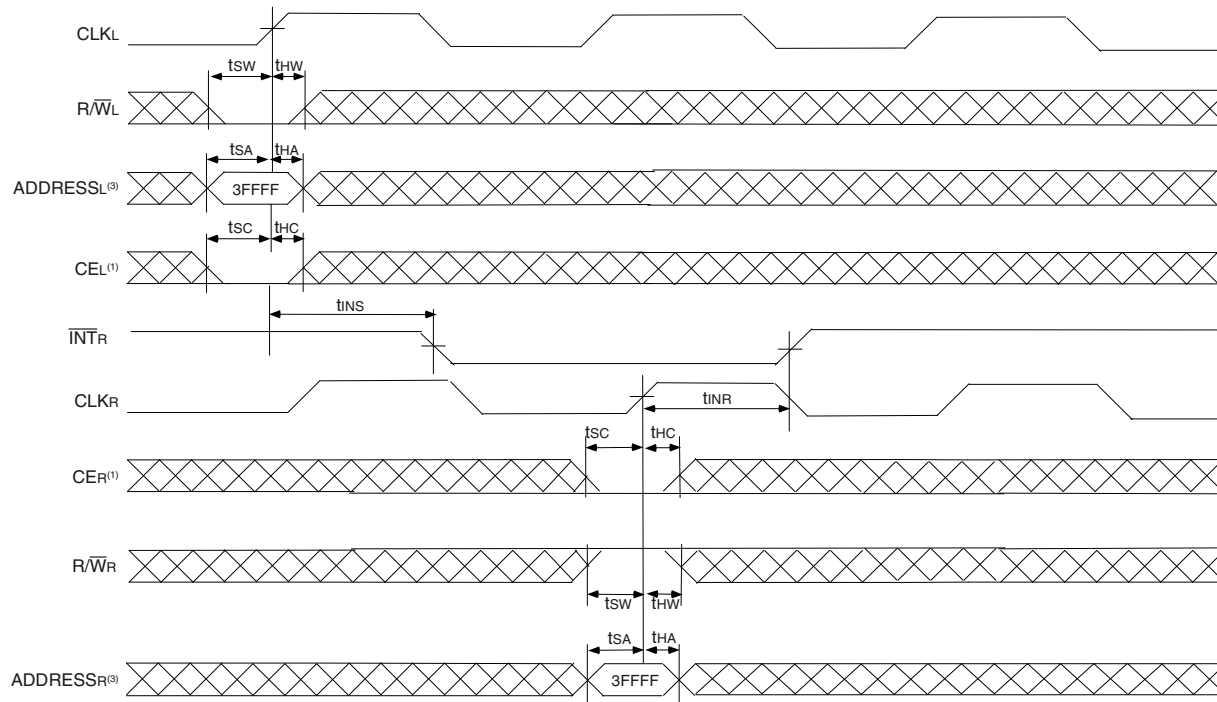 CLKL
tSW tHW
R/W̅L
tSA tHA
ADDRESSL(3) 3FFFF
tSC tHC
CEL(1)
tINS
I̅N̅T̅R
CLKR
tINR
tSC tHC
CER(1)
R/W̅R
tSW tHW
tSA tHA
ADDRESSR(3) 3FFFF